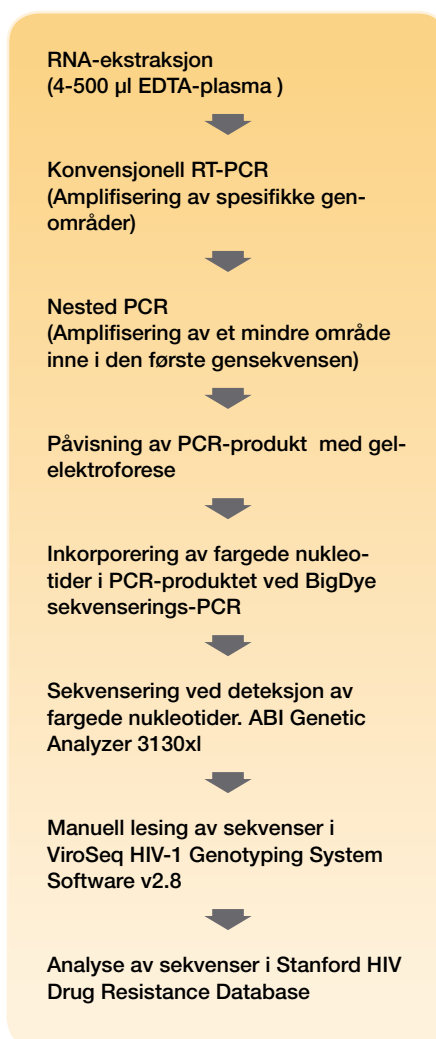 RNA-ekstraksjon
(4-500 µl EDTA-plasma )
Konvensjonell RT-PCR
(Amplifisering av spesifikke gen-
områder)
Nested PCR
(Amplifisering av et mindre område
inne i den første gensekvensen)
Påvisning av PCR-produkt  med gel-
elektroforese
Inkorporering av fargede nukleo-
tider i PCR-produktet ved BigDye
sekvenserings-PCR
Sekvensering ved deteksjon av
fargede nukleotider. ABI Genetic
Analyzer 3130xl
Manuell lesing av sekvenser i
ViroSeq HIV-1 Genotyping System
Software v2.8
Analyse av sekvenser i Stanford HIV
Drug Resistance Database